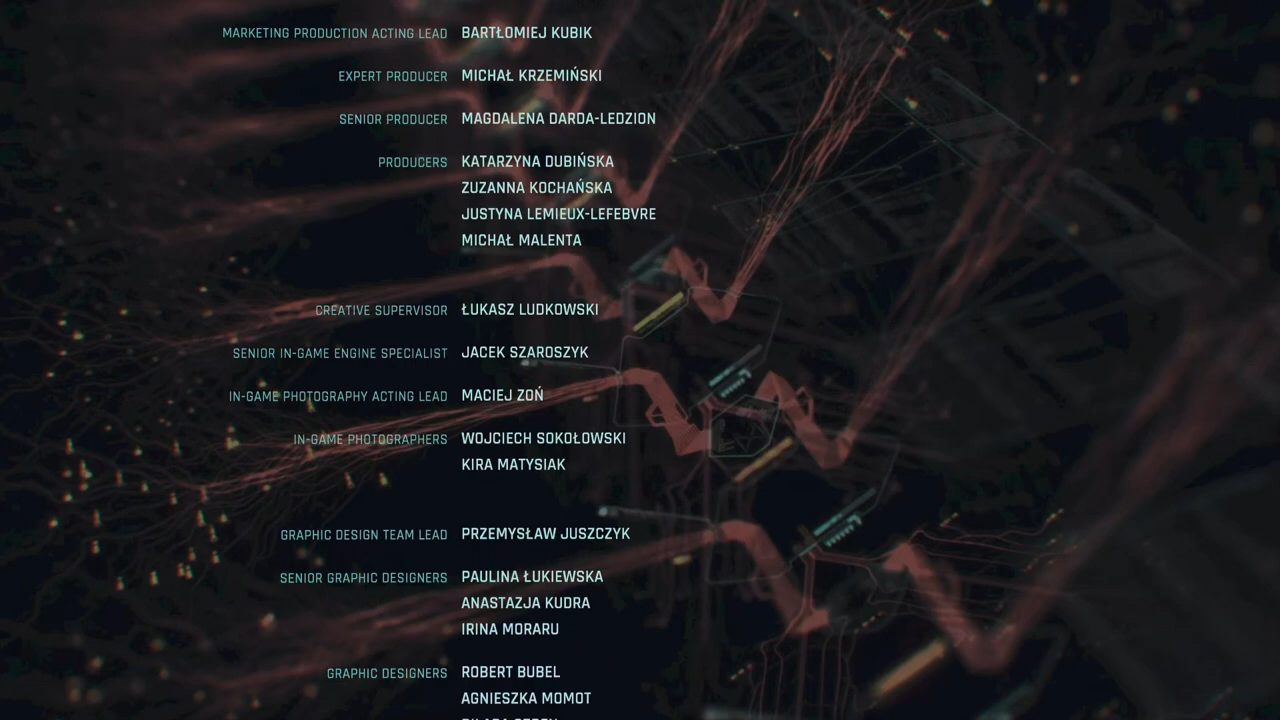 MARKETING PRODUCTION ACTING LEAD BARTŁOMIEJ KUBIK
EXPERT PRODUCER MICHAŁ KRZEMIŃSKI
SENIOR PRODUCER MAGDALENA DARDA-LEDZION
PRODUCERS KATARZYNA DUBIŃSKA
ZUZANNA KOCHAŃSKA
JUSTYNA LEMIEUX-LEFEBVRE
MICHAŁ MALENTA
CREATIVE SUPERVISOR ŁUKASZ LUDKOWSKI
SENIOR IN-GAME ENGINE SPECIALIST JACEK SZAROSZYK
IN-GAME PHOTOGRAPHY ACTING LEAD MACIEJ ZOŃ
IN-GAME PHOTOGRAPHERS WOJCIECH SOKOŁOWSKI
KIRA MATYSIAK
GRAPHIC DESIGN TEAM LEAD PRZEMYSŁAW JUSZCZYK
SENIOR GRAPHIC DESIGNERS PAULINA ŁUKIEWSKA
ANASTAZJA KUDRA
IRINA MORARU
GRAPHIC DESIGNERS ROBERT BUBEL
AGNIESZKA MOMOT